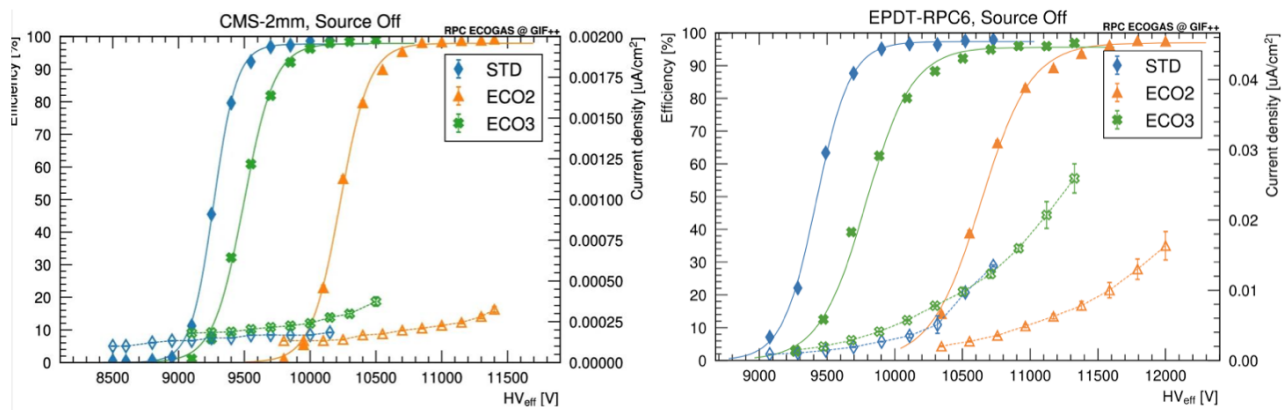 CMS-2mm, Source Off
RPC ECOGAS @ GIF++
Efficiency [%]
100
90
80
70
60
50
40
30
20
10
0
STD
ECO2
ECO3
0.00200
0.00175
0.00150
0.00125
0.00100
0.00075
0.00050
0.00025
0.00000
Current density [uA/cm²]
8500 9000 9500 10000 10500 11000 11500
HVeff [V]
EPDT-RPC6, Source Off
RPC ECOGAS @ GIF++
Efficiency [%]
100
90
80
70
60
50
40
30
20
10
0
STD
ECO2
ECO3
0.04
0.03
0.02
0.01
0.00
Current density [uA/cm²]
9000 9500 10000 10500 11000 11500 12000
HVeff [V]